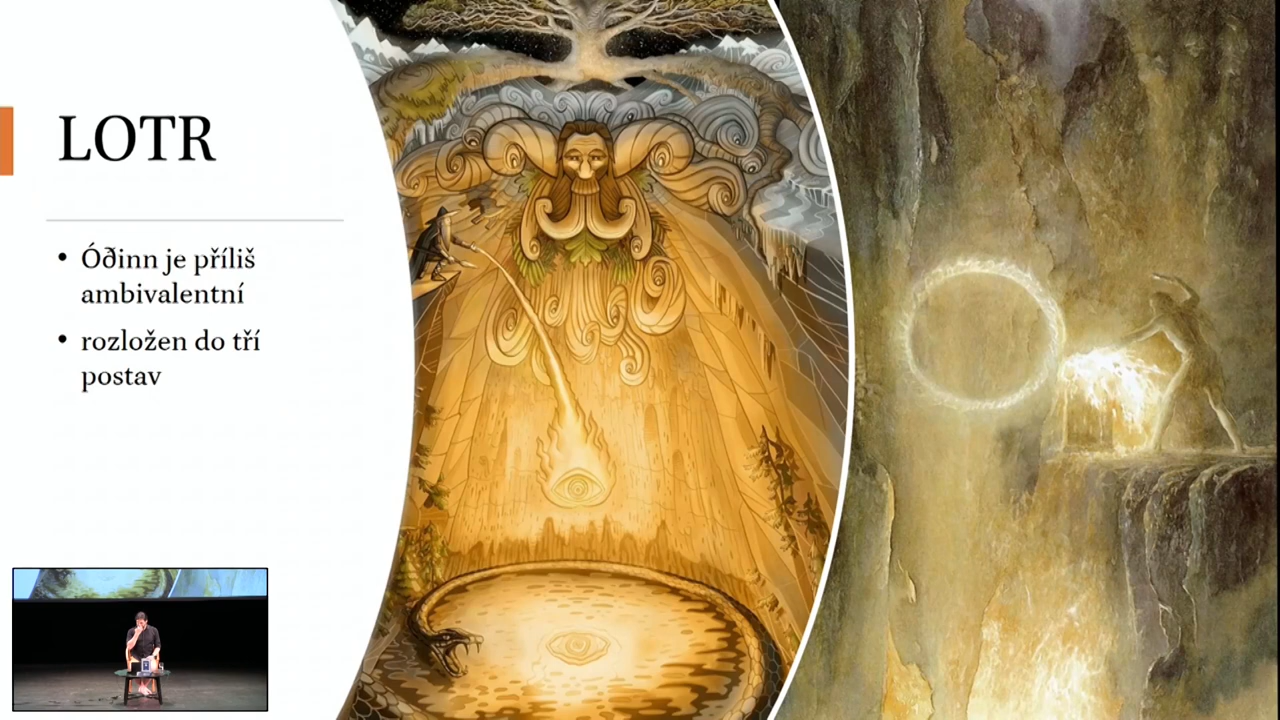 LOTR
• Óðinn je příliš
ambivalentní
• rozložen do tří
postav